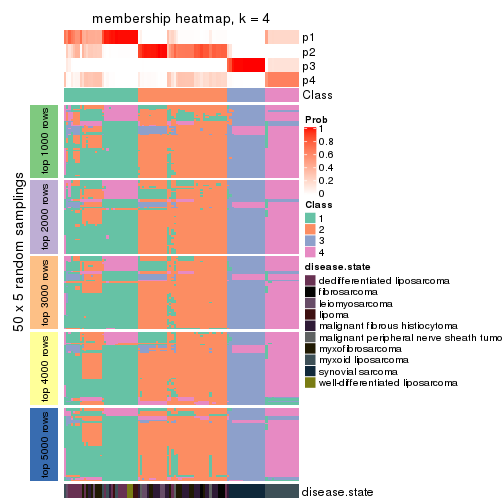 membership heatmap, k = 4
p1
p2
p3
p4
Class
50 x 5 random samplings
top 1000 rows
top 2000 rows
top 3000 rows
top 4000 rows
top 5000 rows
Prob
1
0.8
0.6
0.4
0.2
0
Class
1
2
3
4
disease.state
dedifferentiated liposarcoma
fibrosarcoma
leiomyosarcoma
lipoma
malignant fibrous histiocytoma
malignant peripheral nerve sheath tumo
myxofibrosarcoma
myxoid liposarcoma
synovial sarcoma
well-differentiated liposarcoma
disease.state